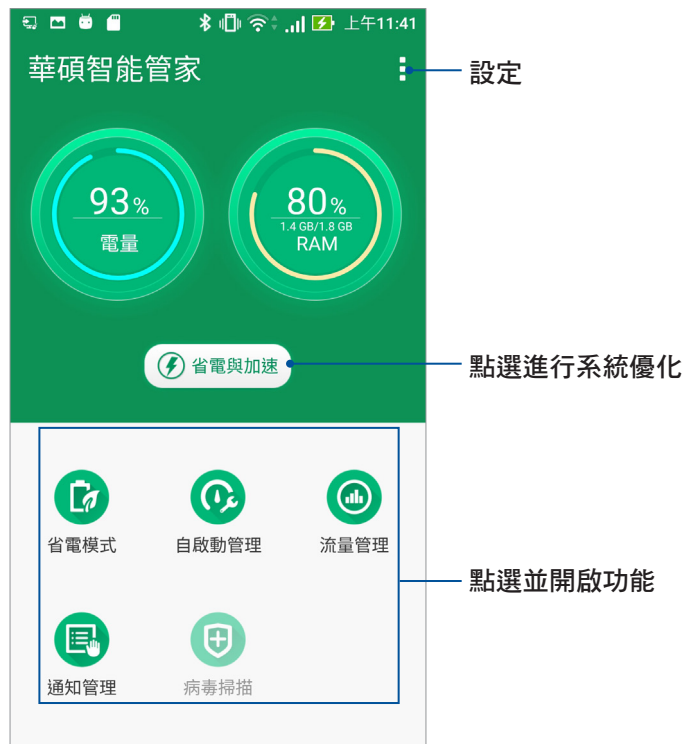 上午11:41
華碩智能管家
設定
93%
電量
80%
1.4 GB/1.8 GB
RAM
省電與加速
點選進行系統優化
省電模式
自啟動管理
流量管理
點選並開啟功能
通知管理
病毒掃描